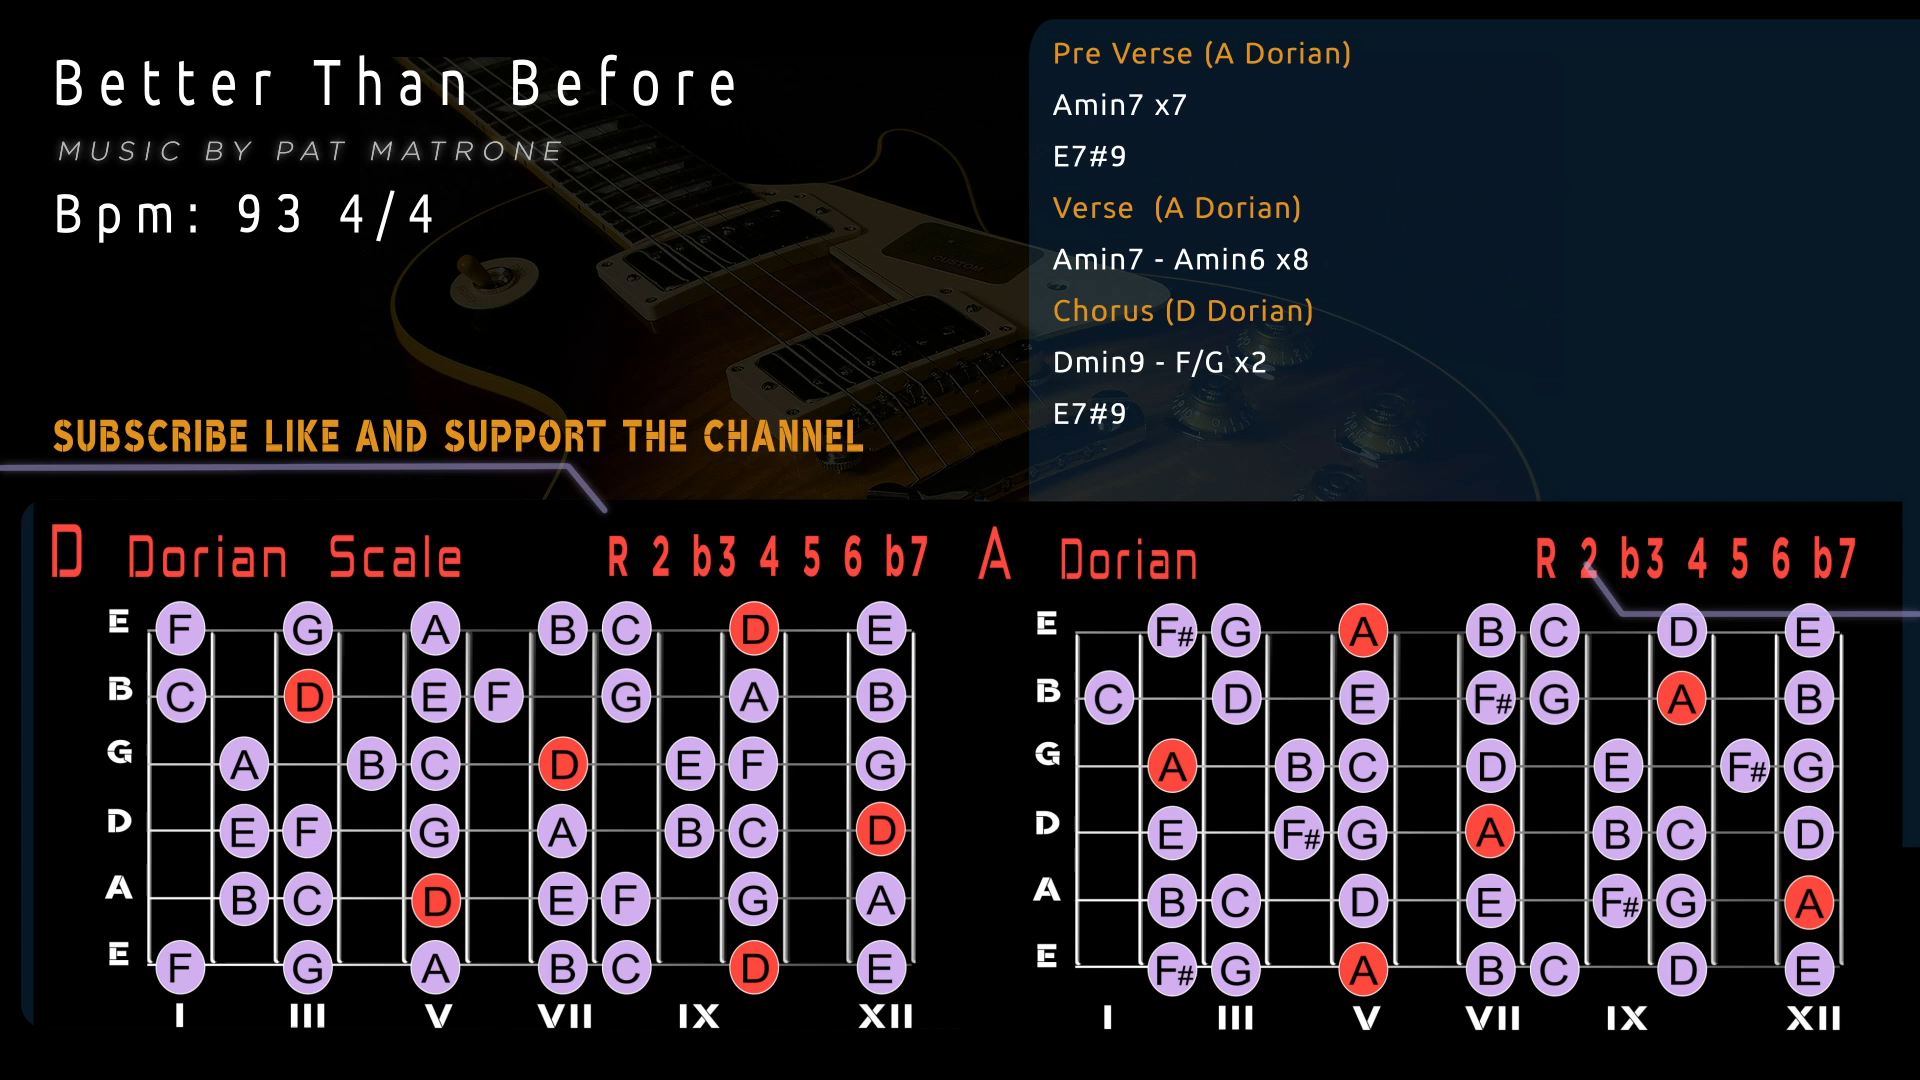 Better Than Before
MUSIC BY PAT MATRONE
Bpm: 93 4/4
SUBSCRIBE LIKE AND SUPPORT THE CHANNEL
Pre Verse (A Dorian)
Amin7 x7
E7#9
Verse (A Dorian)
Amin7 - Amin6 x8
Chorus (D Dorian)
Dmin9 - F/G x2
E7#9
CUSTOM
D Dorian Scale R 2 b3 4 5 6 b7
E F G A B C D E
B C D E F G A B
G A B C D E F G
D E F G A B C D
A B C D E F G A
E F G A B C D E
I III V VII IX XII
A Dorian R 2 b3 4 5 6 b7
E F# G A B C D E
B C D E F# G A B
G A B C D E F# G
D E F# G A B C D
A B C D E F# G A
E F# G A B C D E
I III V VII IX XII